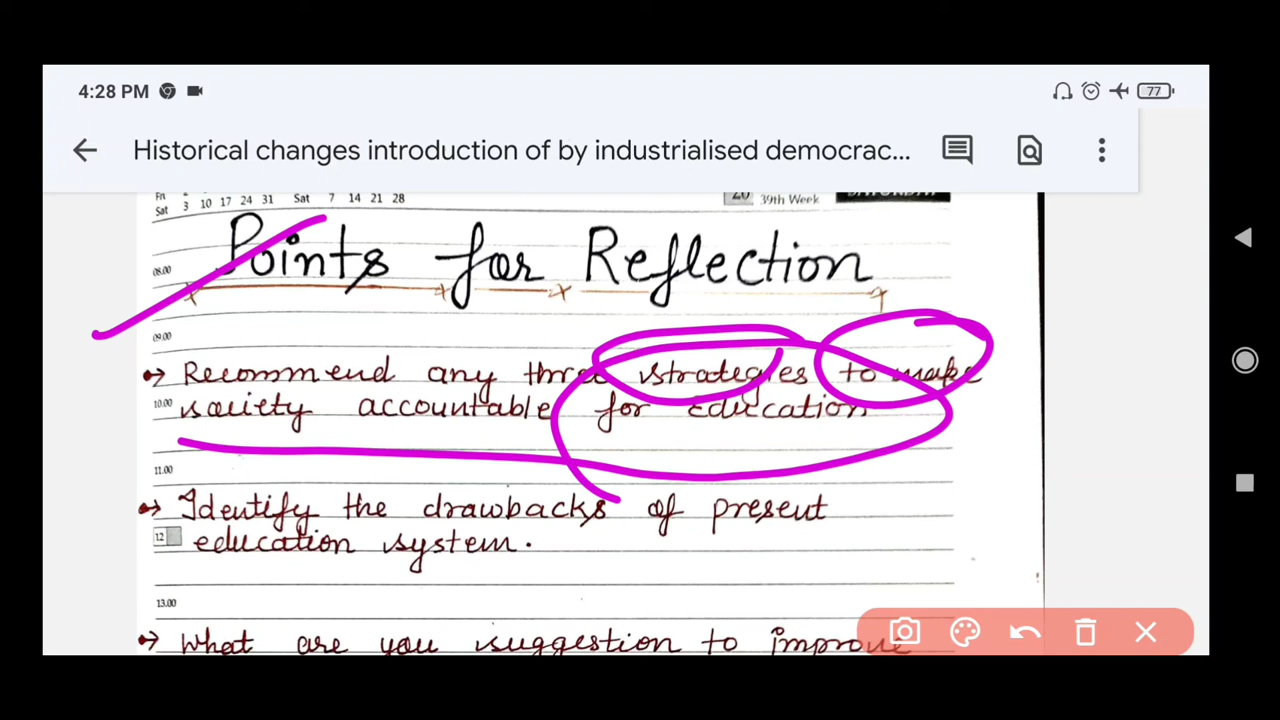 4:28 PM 77
Historical changes introduction of by industrialised democrac...
Fri 3 10 17 24 31 Sat 7 14 21 28
Sat 20 39th Week
08.00 Points for Reflection
09.00
Recommend any three strategies to make
10.00 society accountable for education
11.00
Identify the drawbacks of present
12 education system.
13.00
What are you suggestion to improve